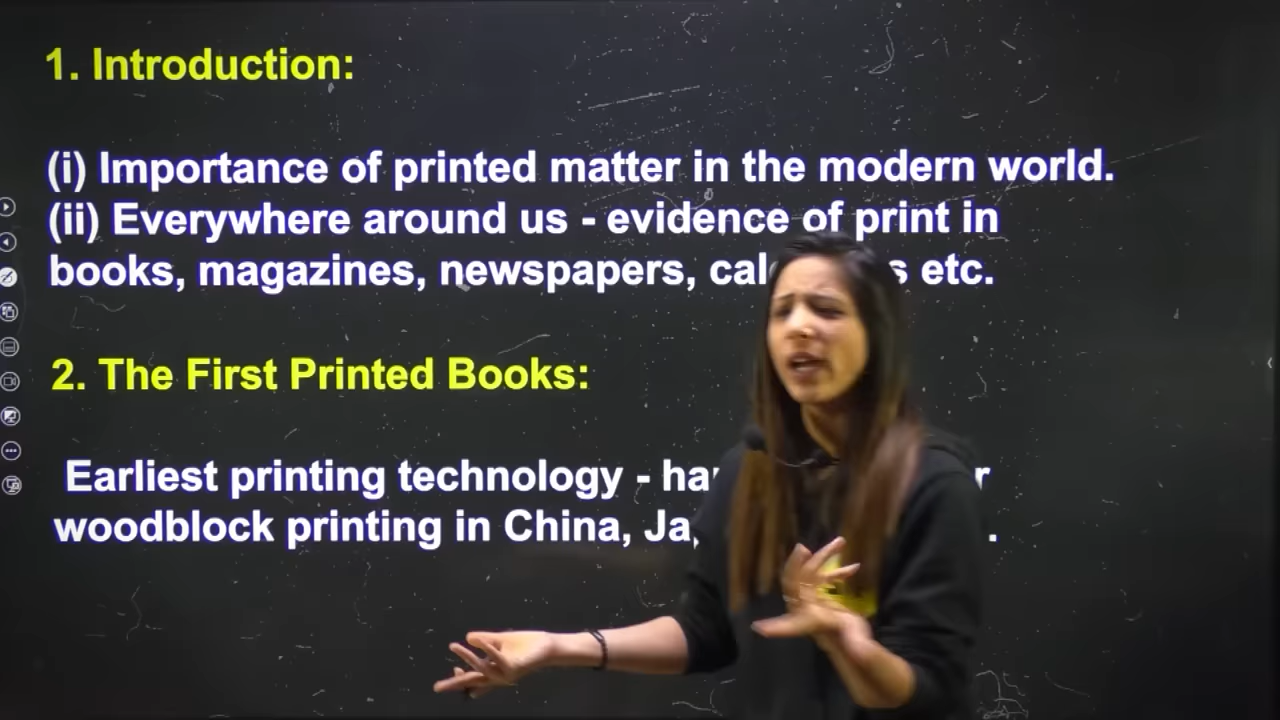 1. Introduction:
(i) Importance of printed matter in the modern world.
(ii) Everywhere around us - evidence of print in
books, magazines, newspapers, etc.
2. The First Printed Books:
Earliest printing technology -
woodblock printing in China,